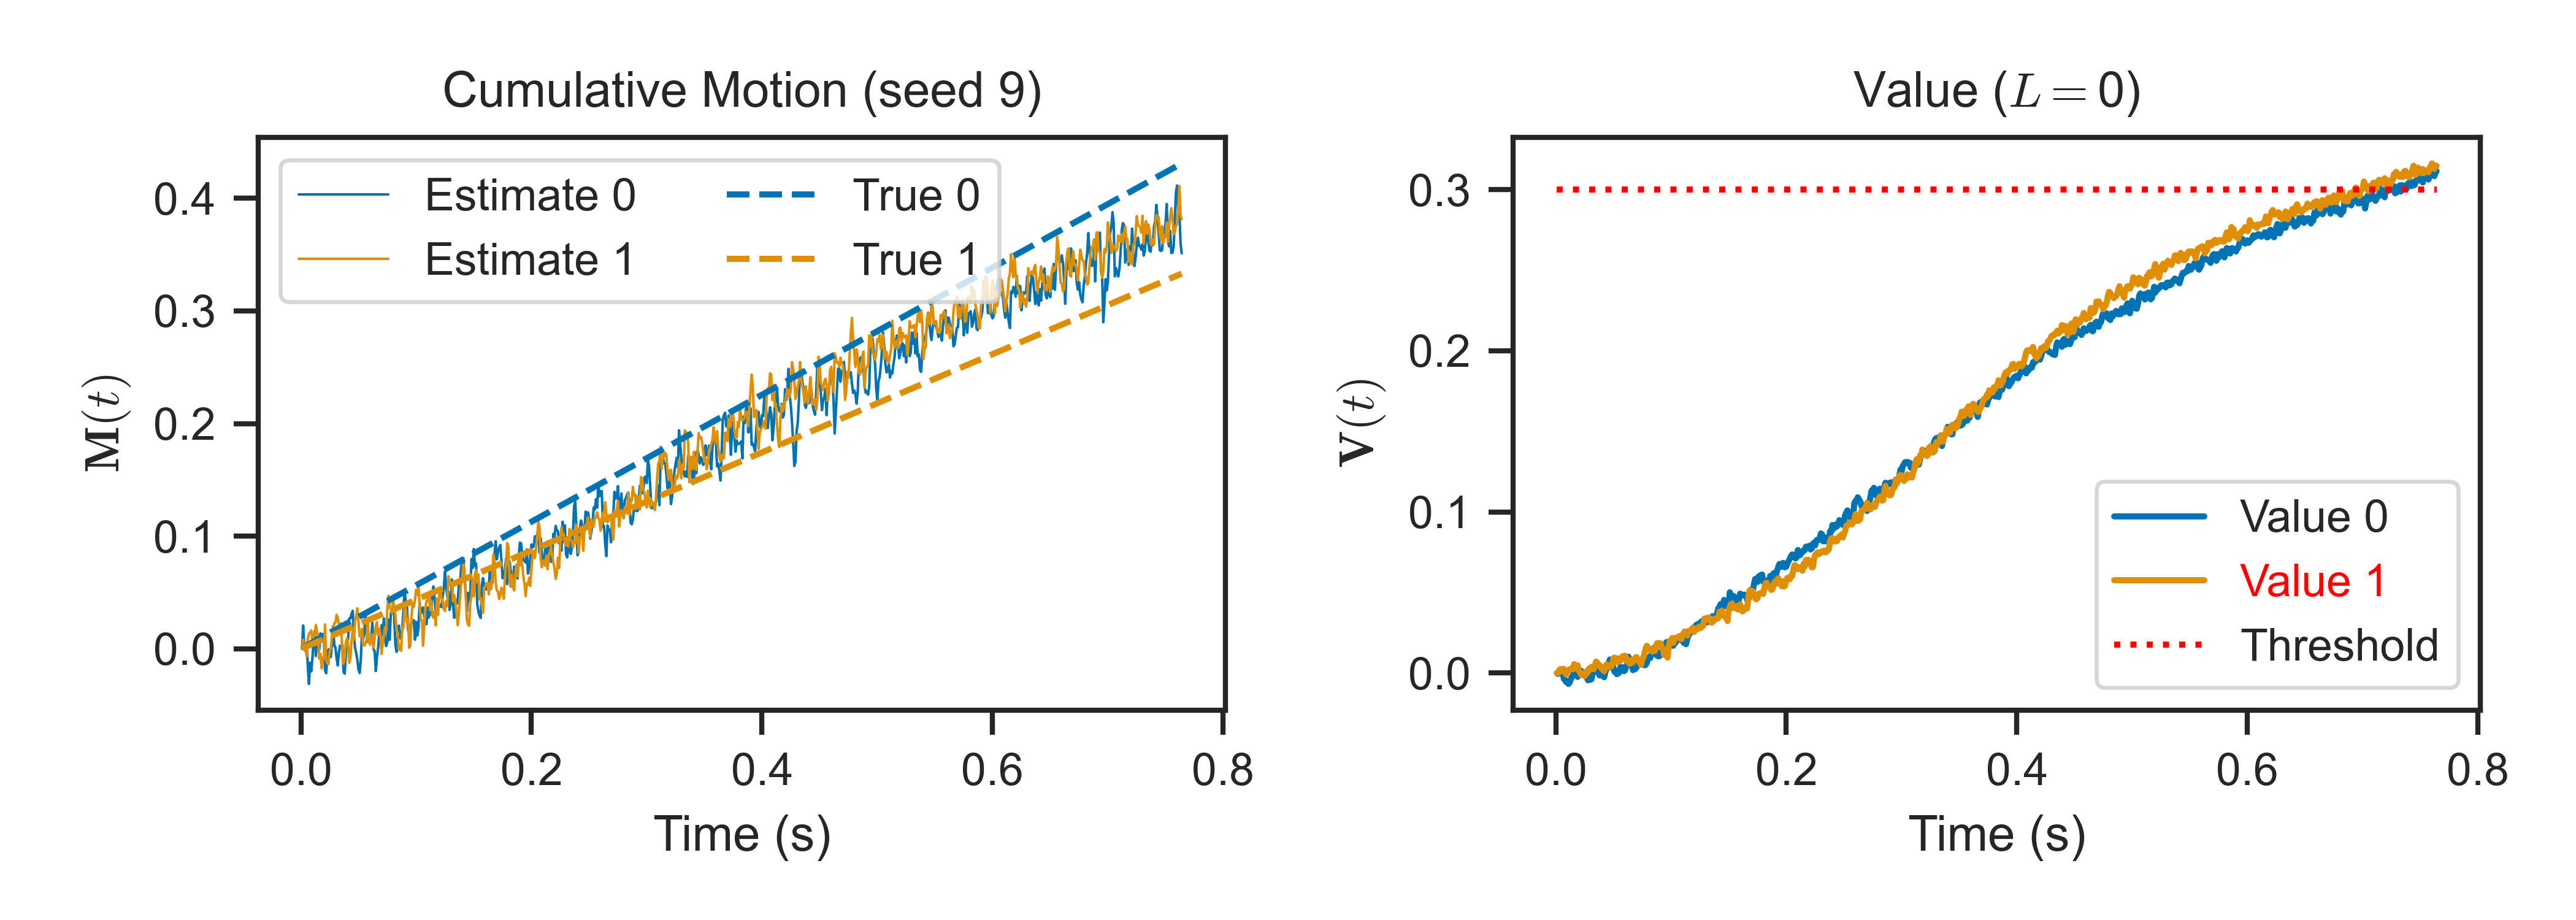 Cumulative Motion (seed 9)
Estimate 0
Estimate 1
True 0
True 1
0.4
0.3
0.2
0.1
0.0
M(t)
0.0 0.2 0.4 0.6 0.8
Time (s)
Value (L = 0)
0.3
0.2
0.1
0.0
V(t)
Value 0
Value 1
Threshold
0.0 0.2 0.4 0.6 0.8
Time (s)